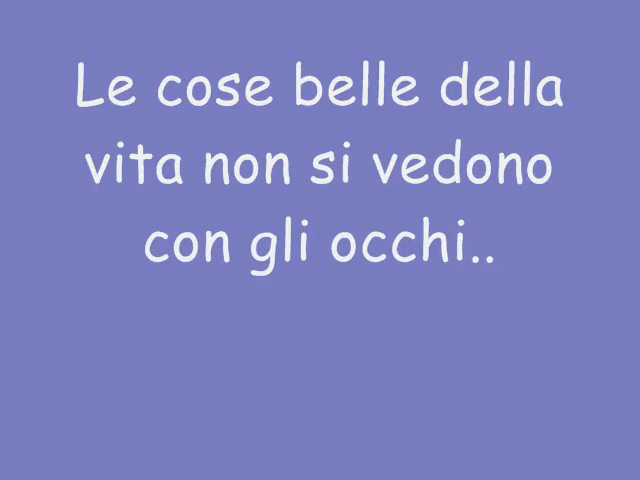 Le cose belle della
vita non si vedono
con gli occhi..